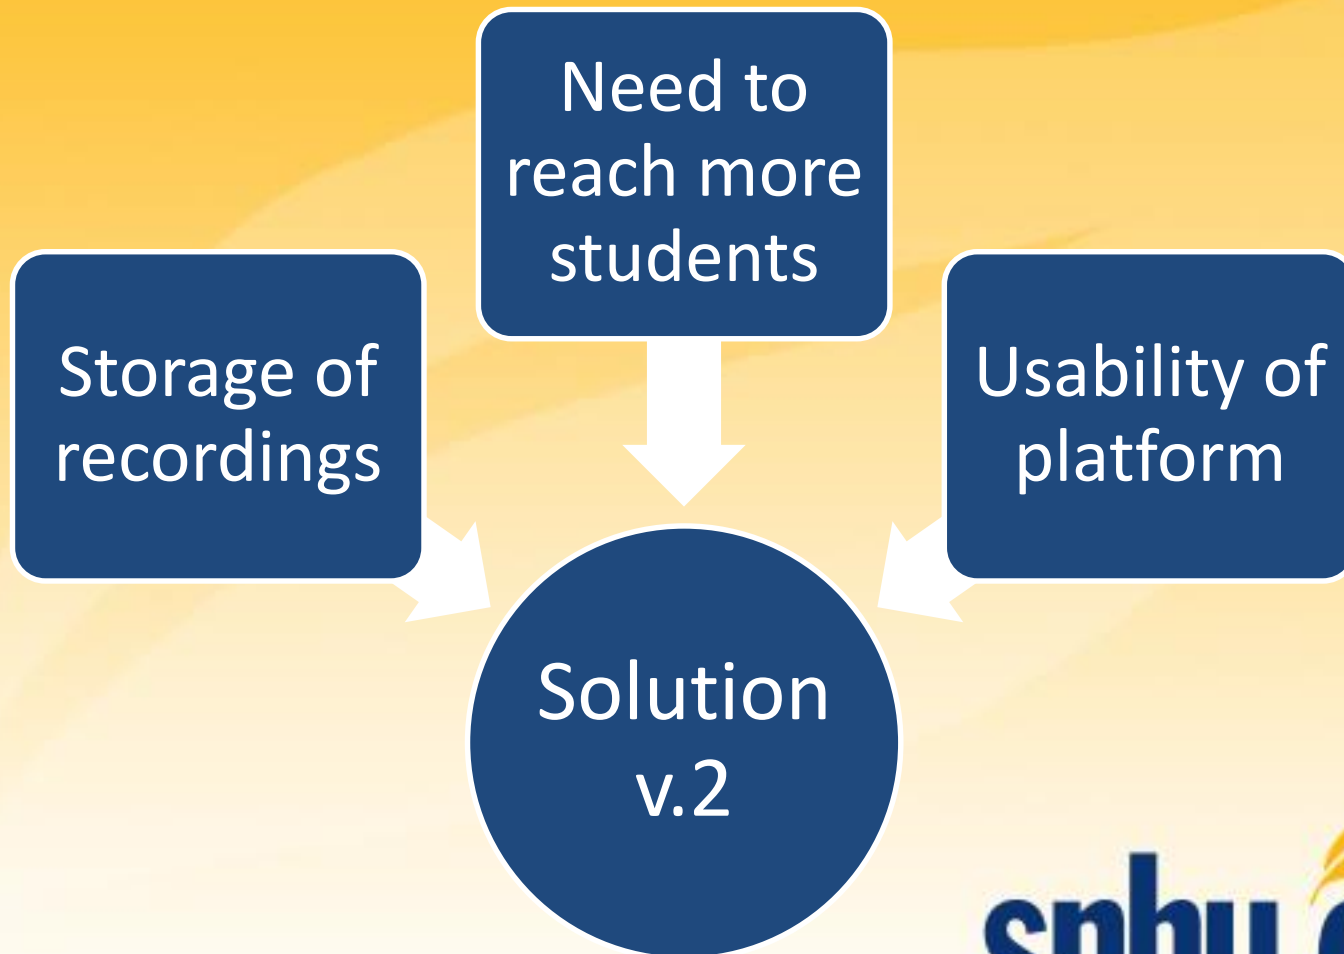 Need to
reach more
students
Storage of
recordings
Usability of
platform
Solution
v.2
snhu